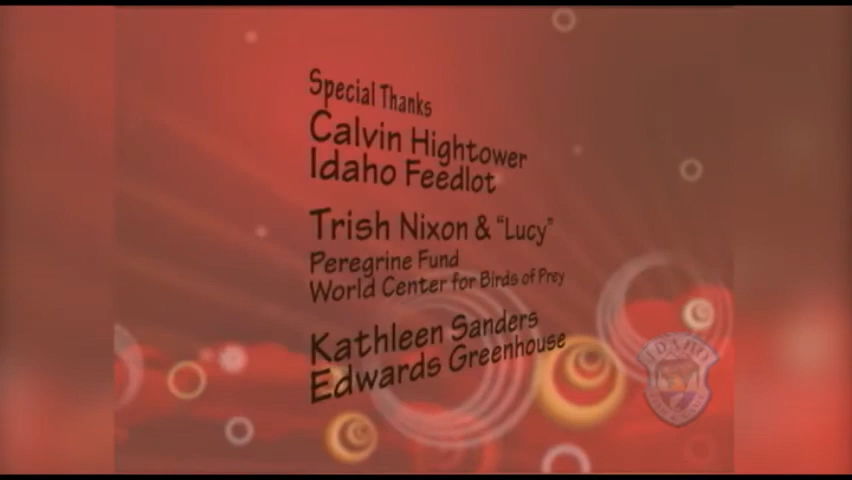 Special Thanks
Calvin Hightower
Idaho Feedlot
Trish Nixon & “Lucy”
Peregrine Fund
World Center for Birds of Prey
Kathleen Sanders
Edwards Greenhouse
IDAHO